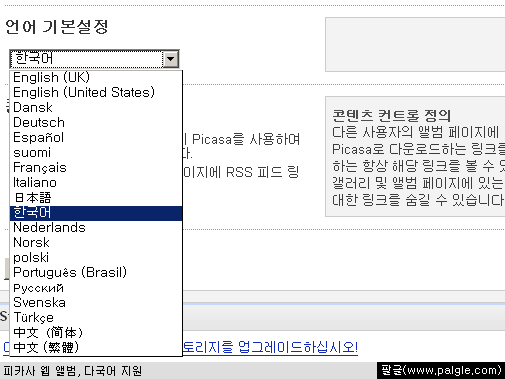 언어 기본설정
한국어
English (UK)
English (United States)
Dansk
Deutsch
Español
suomi
Français
Italiano
日本語
한국어
Nederlands
Norsk
polski
Português (Brasil)
Русский
Svenska
Türkçe
中文 (简体)
中文 (繁體)
Picasa를 사용하여
다.
페이지에 RSS 피드 링
콘텐츠 컨트롤 정의
다른 사용자의 앨범 페이지에
Picasa로 다운로드하는 링크를
하는 항상 해당 링크를 볼 수
갤러리 및 앨범 페이지에 있는
대한 링크를 숨길 수 있습니다
토리지를 업그레이드하십시오!
피카사 웹 앨범, 다국어 지원
팔글(www.palgle.com)